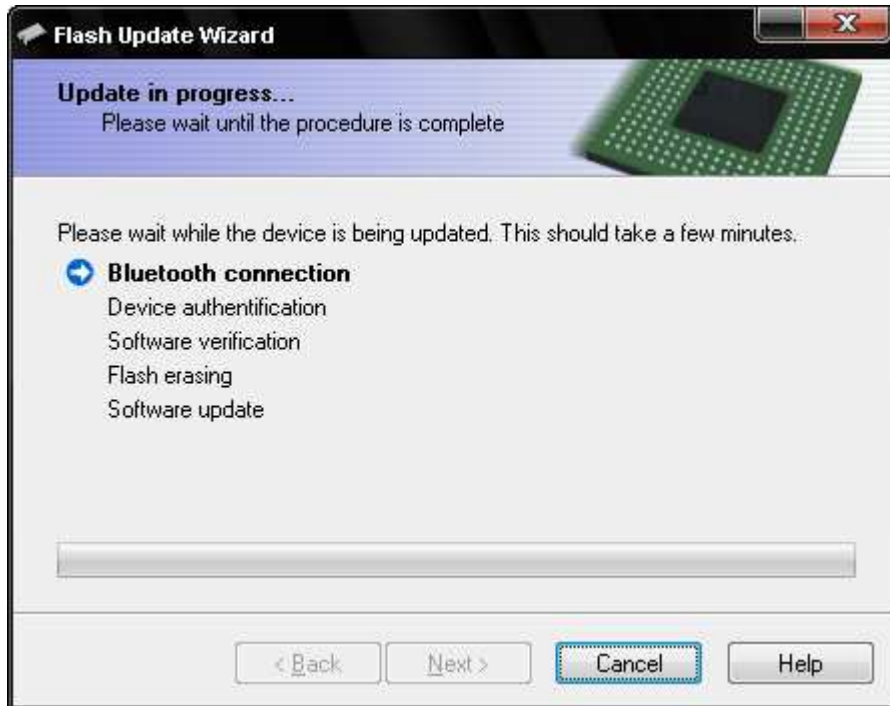 Flash Update Wizard
Update in progress...
Please wait until the procedure is complete
Please wait while the device is being updated. This should take a few minutes.
Bluetooth connection
Device authentification
Software verification
Flash erasing
Software update
< Back Next > Cancel Help